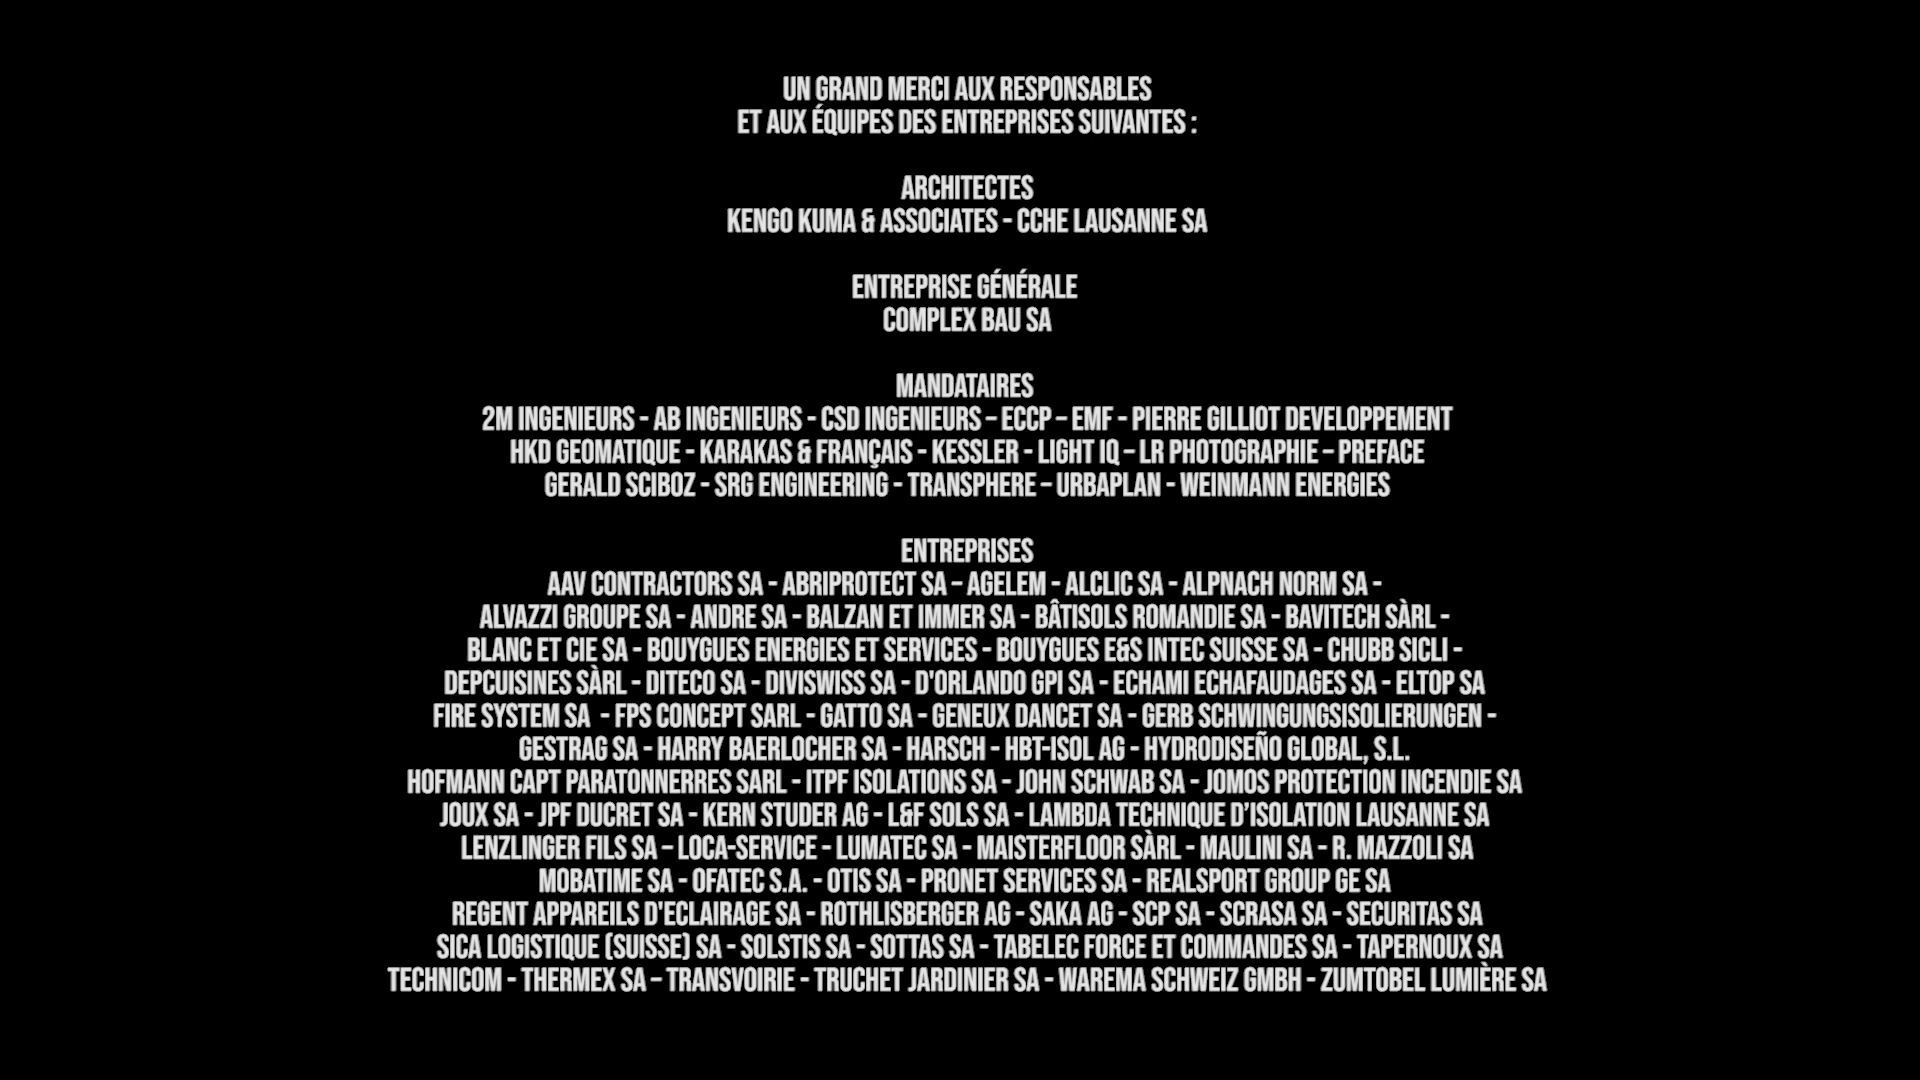 UN GRAND MERCI AUX RESPONSABLES
ET AUX ÉQUIPES DES ENTREPRISES SUIVANTES :
ARCHITECTES
KENGO KUMA & ASSOCIATES - CCHE LAUSANNE SA
ENTREPRISE GÉNÉRALE
COMPLEX BAU SA
MANDATAIRES
2M INGENIEURS - AB INGENIEURS - CSD INGENIEURS – ECCP – EMF - PIERRE GILLIOT DEVELOPPEMENT
HKD GEOMATIQUE - KARAKAS & FRANÇAIS - KESSLER - LIGHT IQ – LR PHOTOGRAPHIE – PREFACE
GERALD SCIBOZ - SRG ENGINEERING - TRANSPHERE – URBAPLAN - WEINMANN ENERGIES
ENTREPRISES
AAV CONTRACTORS SA - ABRIPROTECT SA – AGELEM - ALCLIC SA - ALPNACH NORM SA -
ALVAZZI GROUPE SA - ANDRE SA - BALZAN ET IMMER SA - BÂTISOLS ROMANDIE SA - BAVITECH SÀRL -
BLANC ET CIE SA - BOUYGUES ENERGIES ET SERVICES - BOUYGUES E&S INTEC SUISSE SA - CHUBB SICLI -
DEPCUISINES SÀRL - DITECO SA - DIVISWISS SA - D'ORLANDO GPI SA - ECHAMI ECHAFAUDAGES SA - ELTOP SA
FIRE SYSTEM SA  - FPS CONCEPT SARL - GATTO SA - GENEUX DANCET SA - GERB SCHWINGUNGSISOLIERUNGEN -
GESTRAG SA - HARRY BAERLOCHER SA - HARSCH - HBT-ISOL AG - HYDRODISEÑO GLOBAL, S.L.
HOFMANN CAPT PARATONNERRES SARL - ITPF ISOLATIONS SA - JOHN SCHWAB SA - JOMOS PROTECTION INCENDIE SA
JOUX SA - JPF DUCRET SA - KERN STUDER AG - L&F SOLS SA - LAMBDA TECHNIQUE D’ISOLATION LAUSANNE SA
LENZLINGER FILS SA – LOCA-SERVICE - LUMATEC SA - MAISTERFLOOR SÀRL - MAULINI SA - R. MAZZOLI SA
MOBATIME SA - OFATEC S.A. - OTIS SA - PRONET SERVICES SA - REALSPORT GROUP GE SA
REGENT APPAREILS D'ECLAIRAGE SA - ROTHLISBERGER AG - SAKA AG - SCP SA - SCRASA SA - SECURITAS SA
SICA LOGISTIQUE (SUISSE) SA - SOLSTIS SA - SOTTAS SA - TABELEC FORCE ET COMMANDES SA - TAPERNOUX SA
TECHNICOM - THERMEX SA – TRANSVOIRIE - TRUCHET JARDINIER SA - WAREMA SCHWEIZ GMBH - ZUMTOBEL LUMIÈRE SA